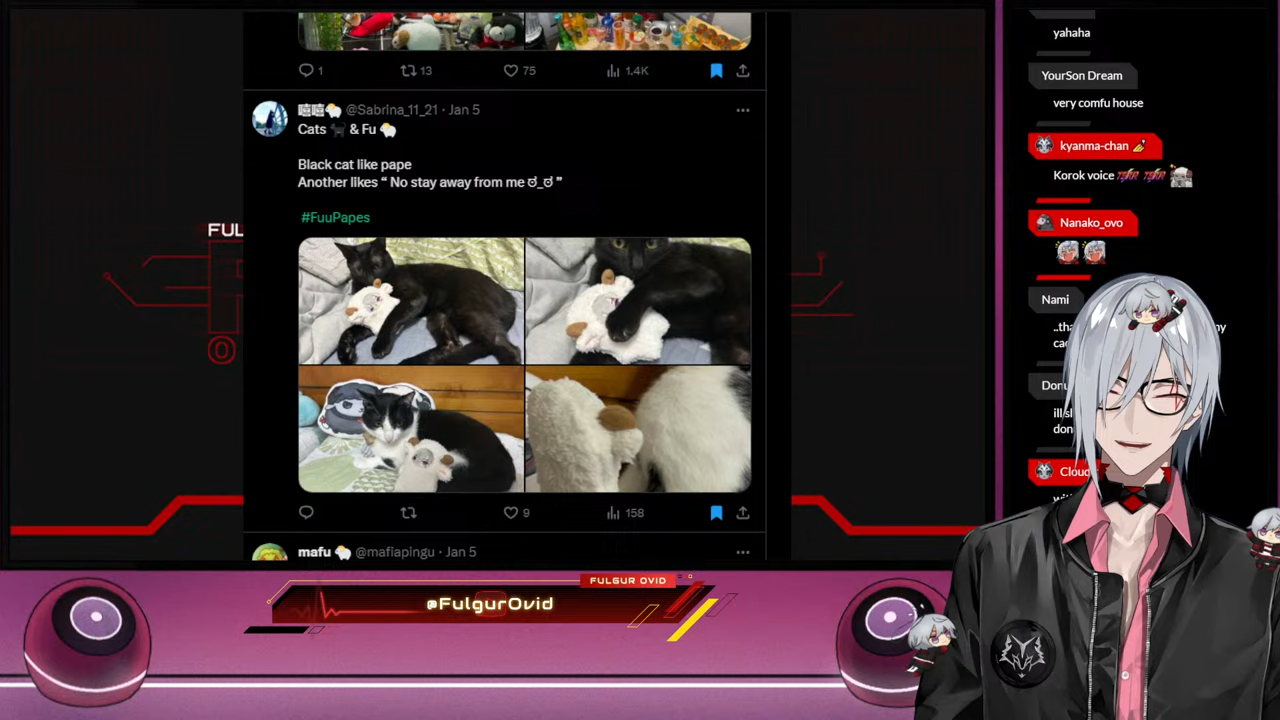 1 13 75 1.4K
@Sabrina_11_21 · Jan 5
Cats & Fu
Black cat like pape
Another likes “ No stay away from me ಠ_ಠ ”
#FuuPapes
9 158
mafu @mafiapingu · Jan 5
FUL
O
FULGUR OVID
@FulgurOvid
yahaha
YourSon Dream
very comfu house
kyanma-chan
Korok voice
Nanako_ovo
Nami